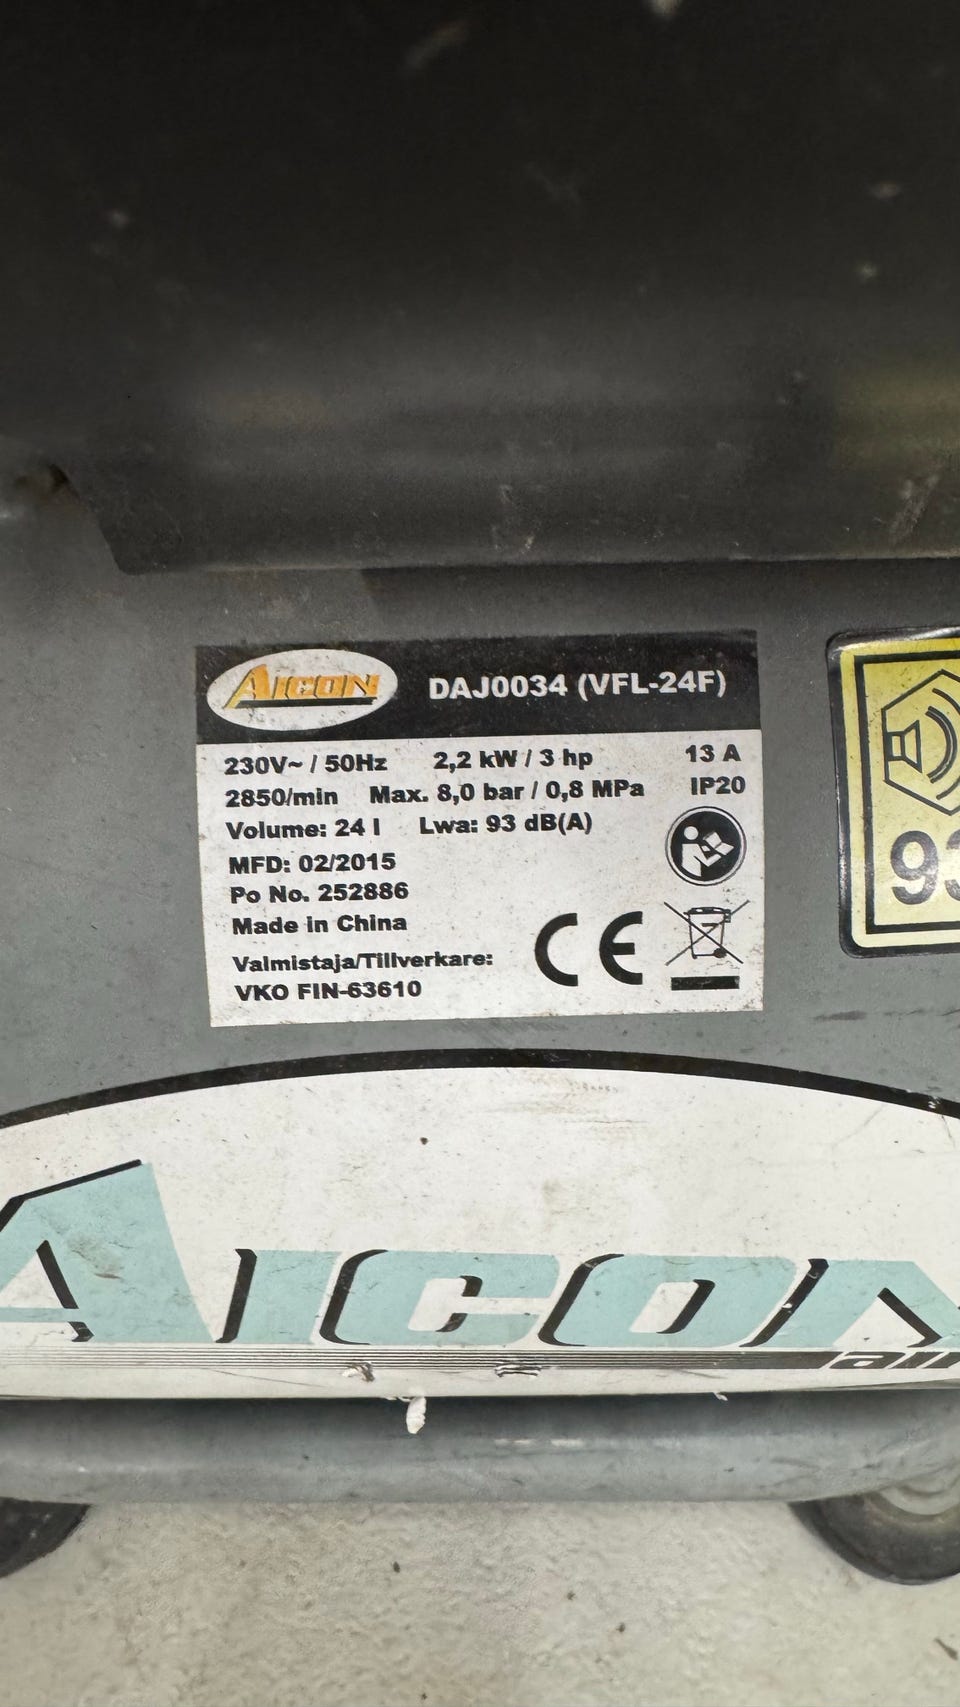 AICON DAJ0034 (VFL-24F)
230V~ / 50Hz 2,2 kW / 3 hp 13 A
2850/min Max. 8,0 bar / 0,8 MPa IP20
Volume: 24 l Lwa: 93 dB(A)
MFD: 02/2015
Po No. 252886
Made in China
Valmistaja/Tillverkare:
VKO FIN-63610
CE
93
AICON